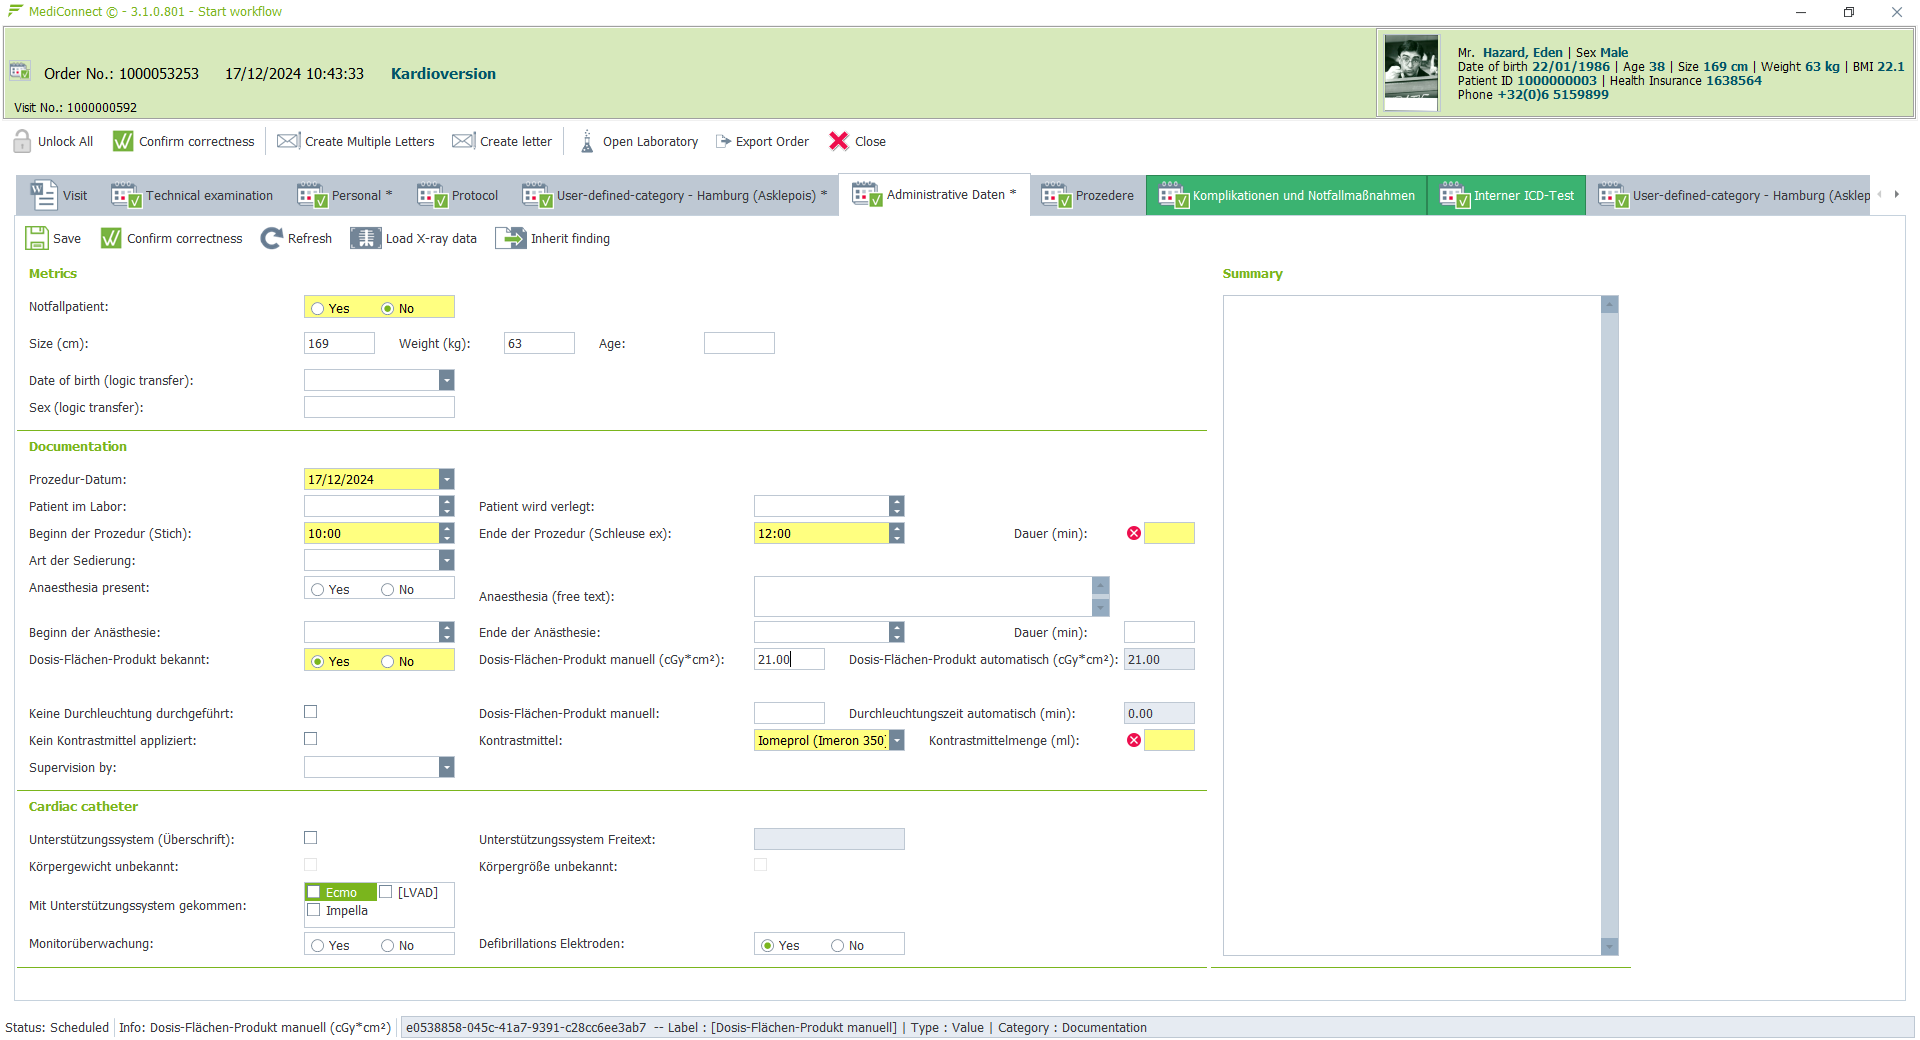 MediConnect © - 3.1.0.801 - Start workflow
Order No.: 1000053253 17/12/2024 10:43:33 Kardioversion
Visit No.: 1000000592
Mr. Hazard, Eden | Sex Male
Date of birth 22/01/1986 | Age 38 | Size 169 cm | Weight 63 kg | BMI 22.1
Patient ID 1000000003 | Health Insurance 1638564
Phone +32(0)6 5159899
Unlock All Confirm correctness Create Multiple Letters Create letter Open Laboratory Export Order Close
Visit Technical examination Personal * Protocol User-defined-category - Hamburg (Asklepois) * Administrative Daten * Prozedere Komplikationen und Notfallmaßnahmen Interner ICD-Test User-defined-category - Hamburg (Asklep
Save Confirm correctness Refresh Load X-ray data Inherit finding
Metrics
Notfallpatient: Yes No
Size (cm): 169 Weight (kg): 63 Age:
Date of birth (logic transfer):
Sex (logic transfer):
Documentation
Prozedur-Datum: 17/12/2024
Patient im Labor: Patient wird verlegt:
Beginn der Prozedur (Stich): 10:00 Ende der Prozedur (Schleuse ex): 12:00 Dauer (min):
Art der Sedierung:
Anaesthesia present: Yes No Anaesthesia (free text):
Beginn der Anästhesie: Ende der Anästhesie: Dauer (min):
Dosis-Flächen-Produkt bekannt: Yes No Dosis-Flächen-Produkt manuell (cGy*cm²): 21.00 Dosis-Flächen-Produkt automatisch (cGy*cm²): 21.00
Keine Durchleuchtung durchgeführt: Dosis-Flächen-Produkt manuell: Durchleuchtungszeit automatisch (min): 0.00
Kein Kontrastmittel appliziert: Kontrastmittel: Iomeprol (Imeron 350) Kontrastmittelmenge (ml):
Supervision by:
Cardiac catheter
Unterstützungssystem (Überschrift): Unterstützungssystem Freitext:
Körpergewicht unbekannt: Körpergröße unbekannt:
Mit Unterstützungssystem gekommen: Ecmo [LVAD]
Impella
Monitorüberwachung: Yes No Defibrillations Elektroden: Yes No
Summary
Status: Scheduled Info: Dosis-Flächen-Produkt manuell (cGy*cm²) e0538858-045c-41a7-9391-c28cc6ee3ab7 -- Label : [Dosis-Flächen-Produkt manuell] | Type : Value | Category : Documentation